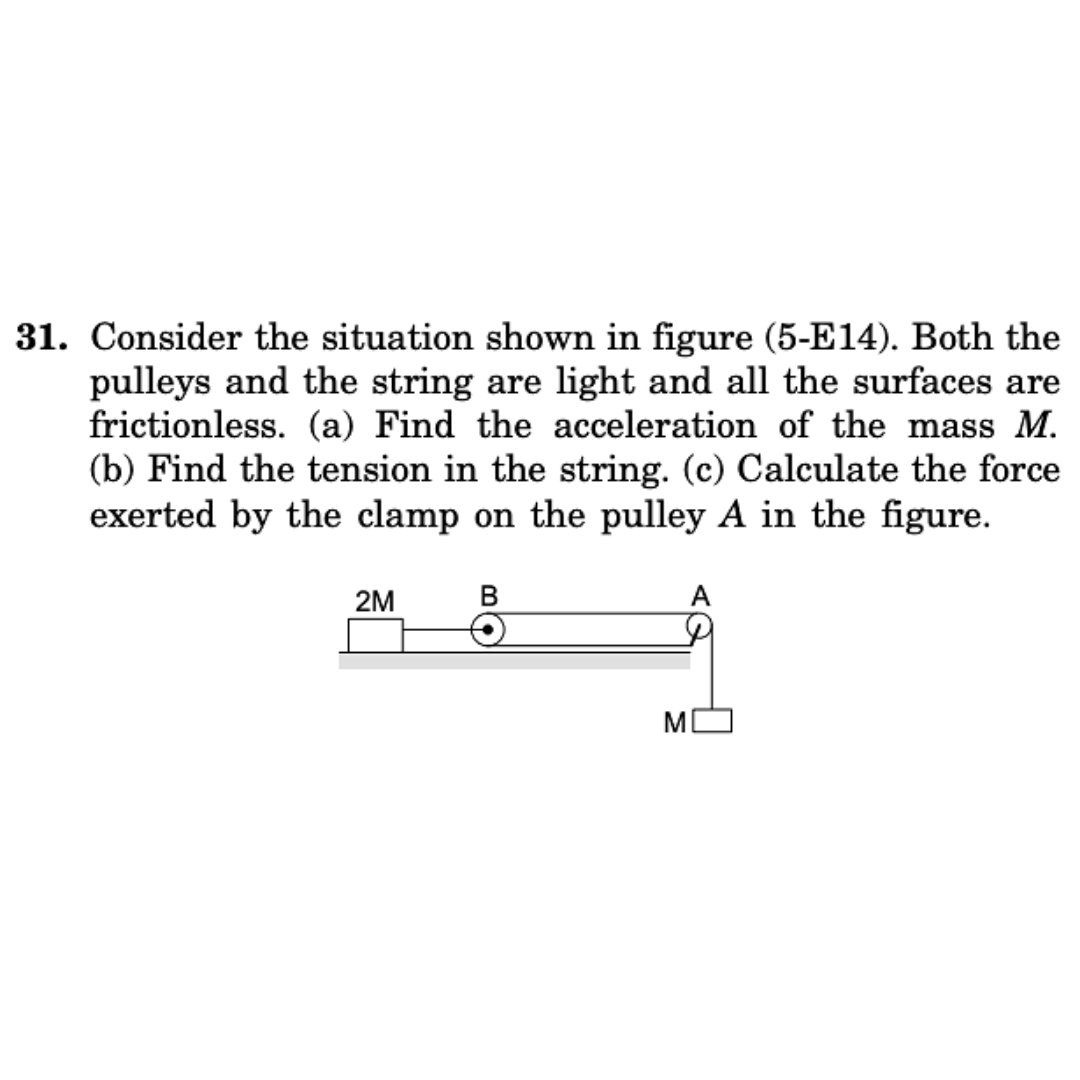 31. Consider the situation shown in figure (5-E14). Both the
pulleys and the string are light and all the surfaces are
frictionless. (a) Find the acceleration of the mass M.
(b) Find the tension in the string. (c) Calculate the force
exerted by the clamp on the pulley A in the figure.
2M B A
M